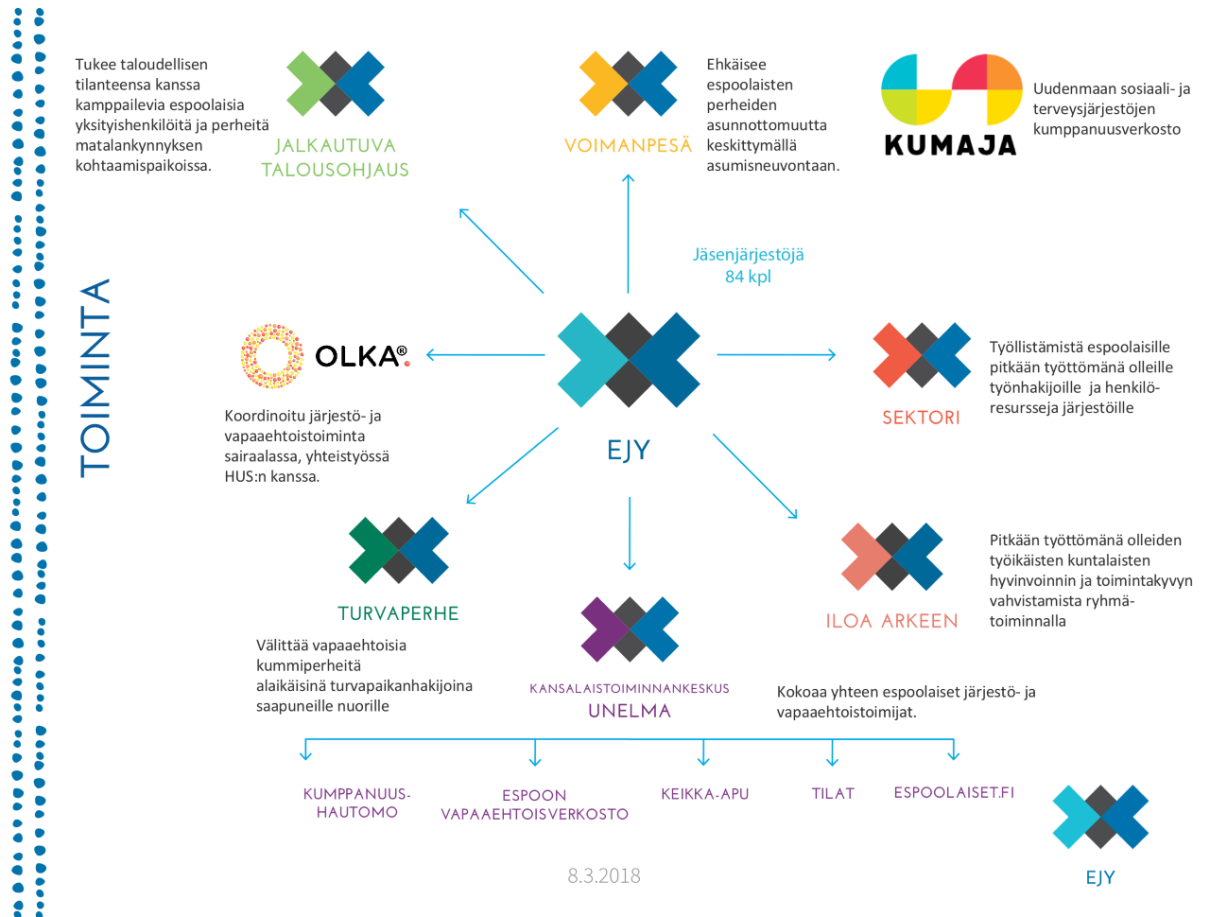 TOIMINTA
Tukee taloudellisen
tilanteensa kanssa
kamppailevia espoolaisia
yksityishenkilöitä ja perheitä
matalankynnyksen
kohtaamispaikoissa.
JALKAUTUVA
TALOUSOHJAUS
VOIMANPESÄ
Ehkäisee
espoolaisten
perheiden
asunnottomuutta
keskittymällä
asumisneuvontaan.
KUMAJA
Uudenmaan sosiaali- ja
terveysjärjestöjen
kumppanuusverkosto
Jäsenjärjestöjä
84 kpl
OLKA®
Koordinoitu järjestö- ja
vapaaehtoistoiminta
sairaalassa, yhteistyössä
HUS:n kanssa.
EJY
SEKTORI
Työllistämistä espoolaisille
pitkään työttömänä olleille
työnhakijoille ja henkilö-
resursseja järjestöille
TURVAPERHE
Välittää vapaaehtoisia
kummiperheitä
alaikäisinä turvapaikanhakijoina
saapuneille nuorille
ILOA ARKEEN
Pitkään työttömänä olleiden
työikäisten kuntalaisten
hyvinvoinnin ja toimintakyvyn
vahvistamista ryhmä-
toiminnalla
KANSALAISTOIMINNANKESKUS
UNELMA
Kokoaa yhteen espoolaiset järjestö- ja
vapaaehtoistoimijat.
KUMPPANUUS-
HAUTOMO
ESPOON
VAPAAEHTOISVERKOSTO
KEIKKA-APU
TILAT
ESPOOLAISET.FI
8.3.2018
EJY